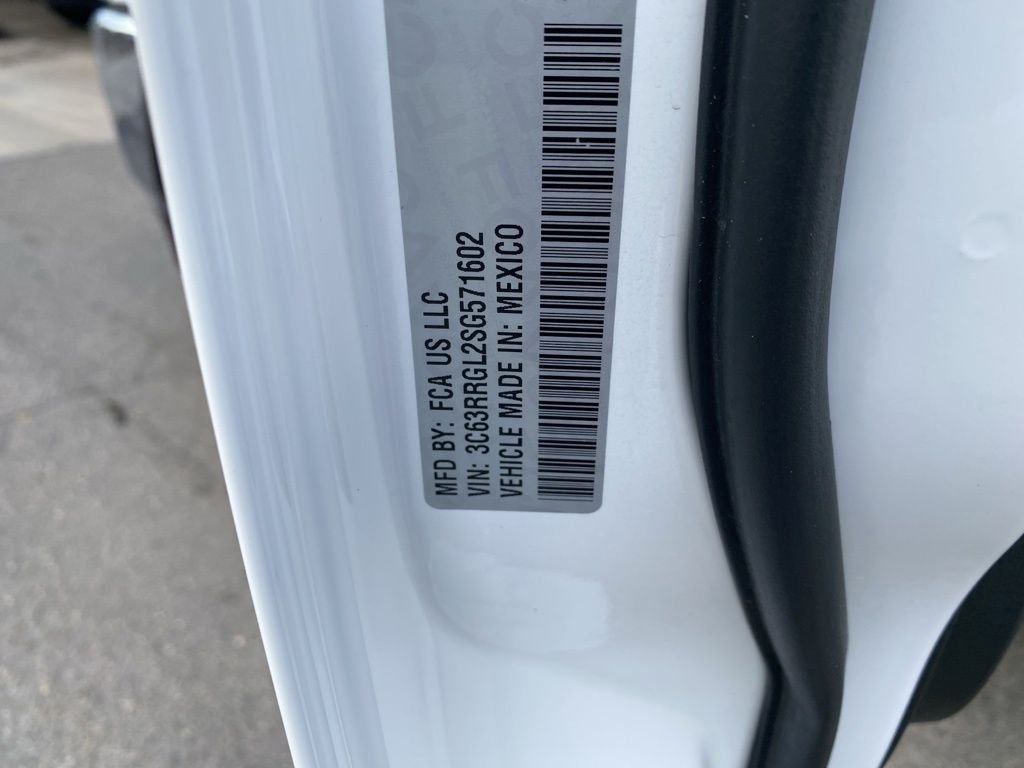 MFD BY: FCA US LLC
VIN: 3C63RRGL2SG571602
VEHICLE MADE IN: MEXICO